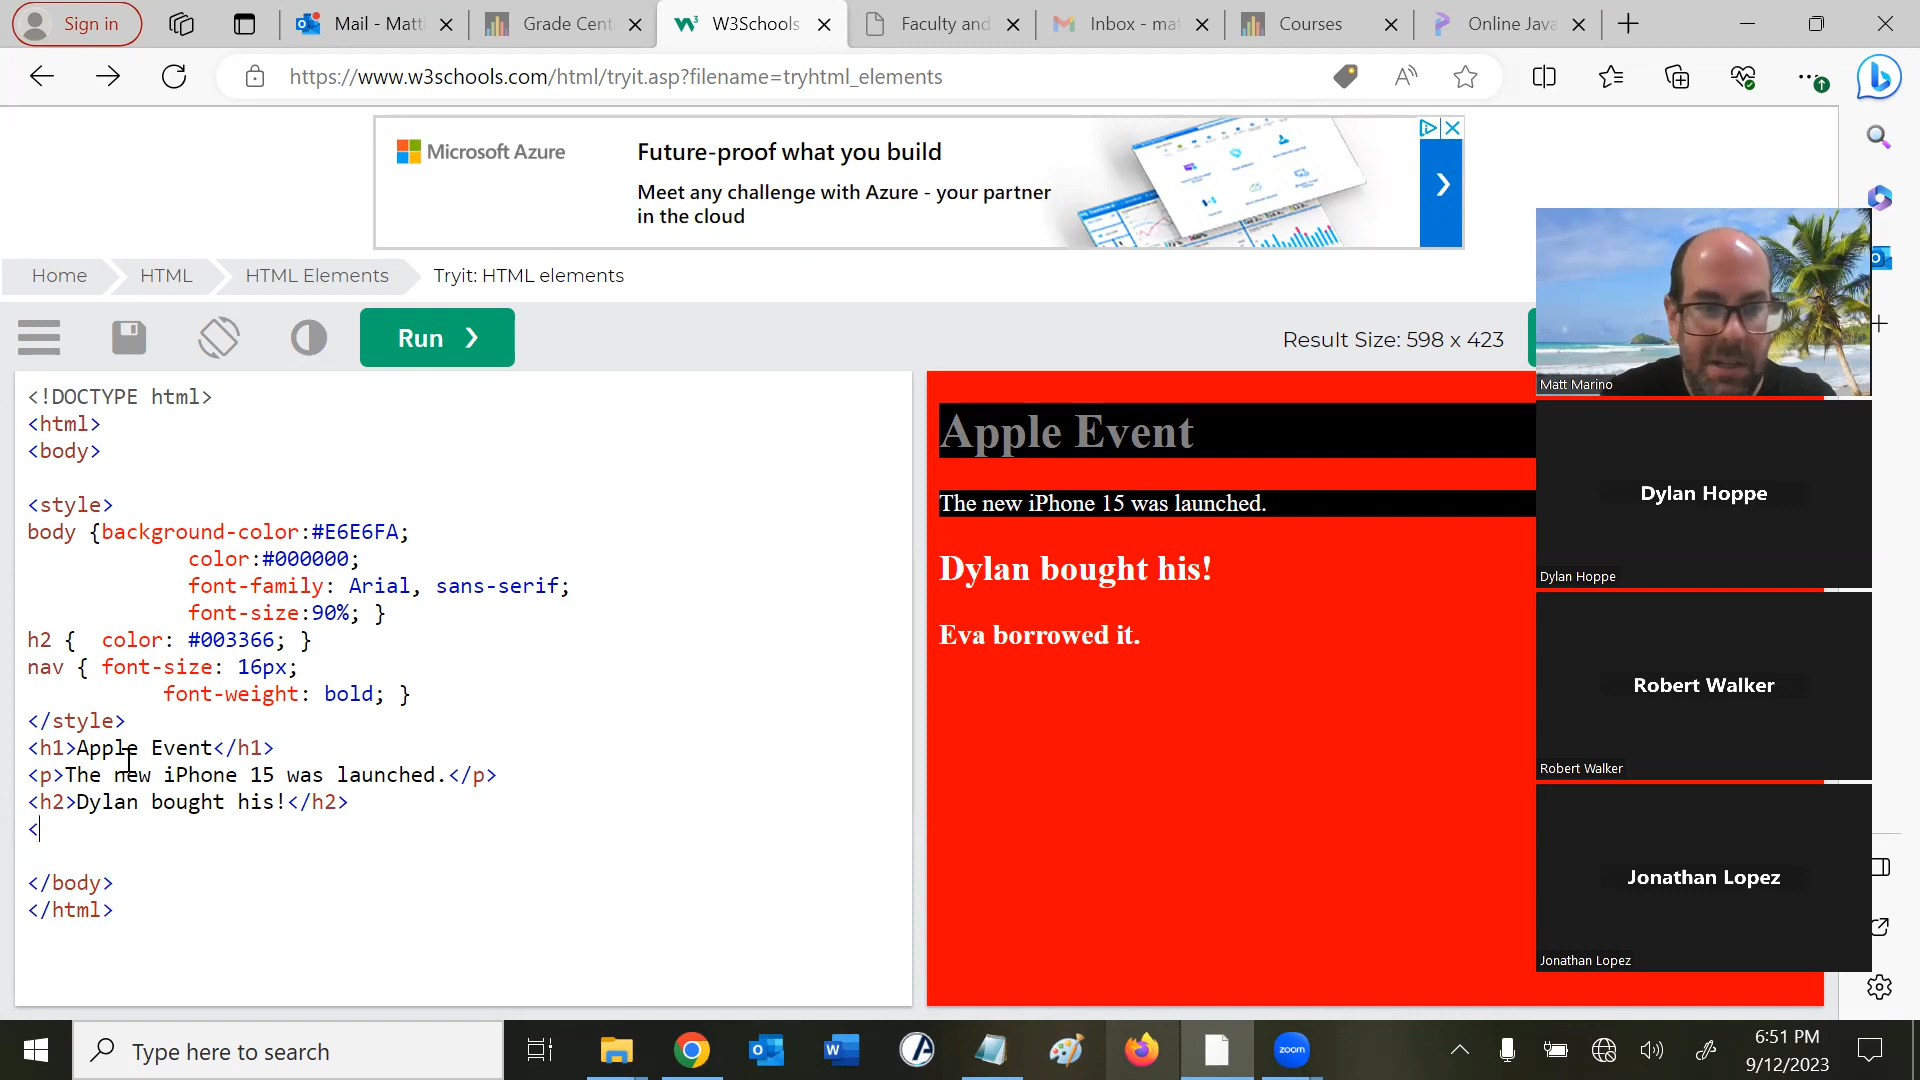 Sign in
Mail - Matt
Grade Cent
W3Schools
Faculty and
Inbox - mat
Courses
Online Java
https://www.w3schools.com/html/tryit.asp?filename=tryhtml_elements
Microsoft Azure
Future-proof what you build
Meet any challenge with Azure - your partner
in the cloud
Home
HTML
HTML Elements
Tryit: HTML elements
Run ❯
Result Size: 598 x 423
<!DOCTYPE html>
<html>
<body>
<style>
body {background-color:#E6E6FA;
color:#000000;
font-family: Arial, sans-serif;
font-size:90%; }
h2 {  color: #003366; }
nav { font-size: 16px;
font-weight: bold; }
</style>
<h1>Apple Event</h1>
<p>The new iPhone 15 was launched.</p>
<h2>Dylan bought his!</h2>
<
</body>
</html>
Apple Event
The new iPhone 15 was launched.
Dylan bought his!
Eva borrowed it.
Matt Marino
Dylan Hoppe
Dylan Hoppe
Robert Walker
Robert Walker
Jonathan Lopez
Jonathan Lopez
Type here to search
zoom
6:51 PM
9/12/2023